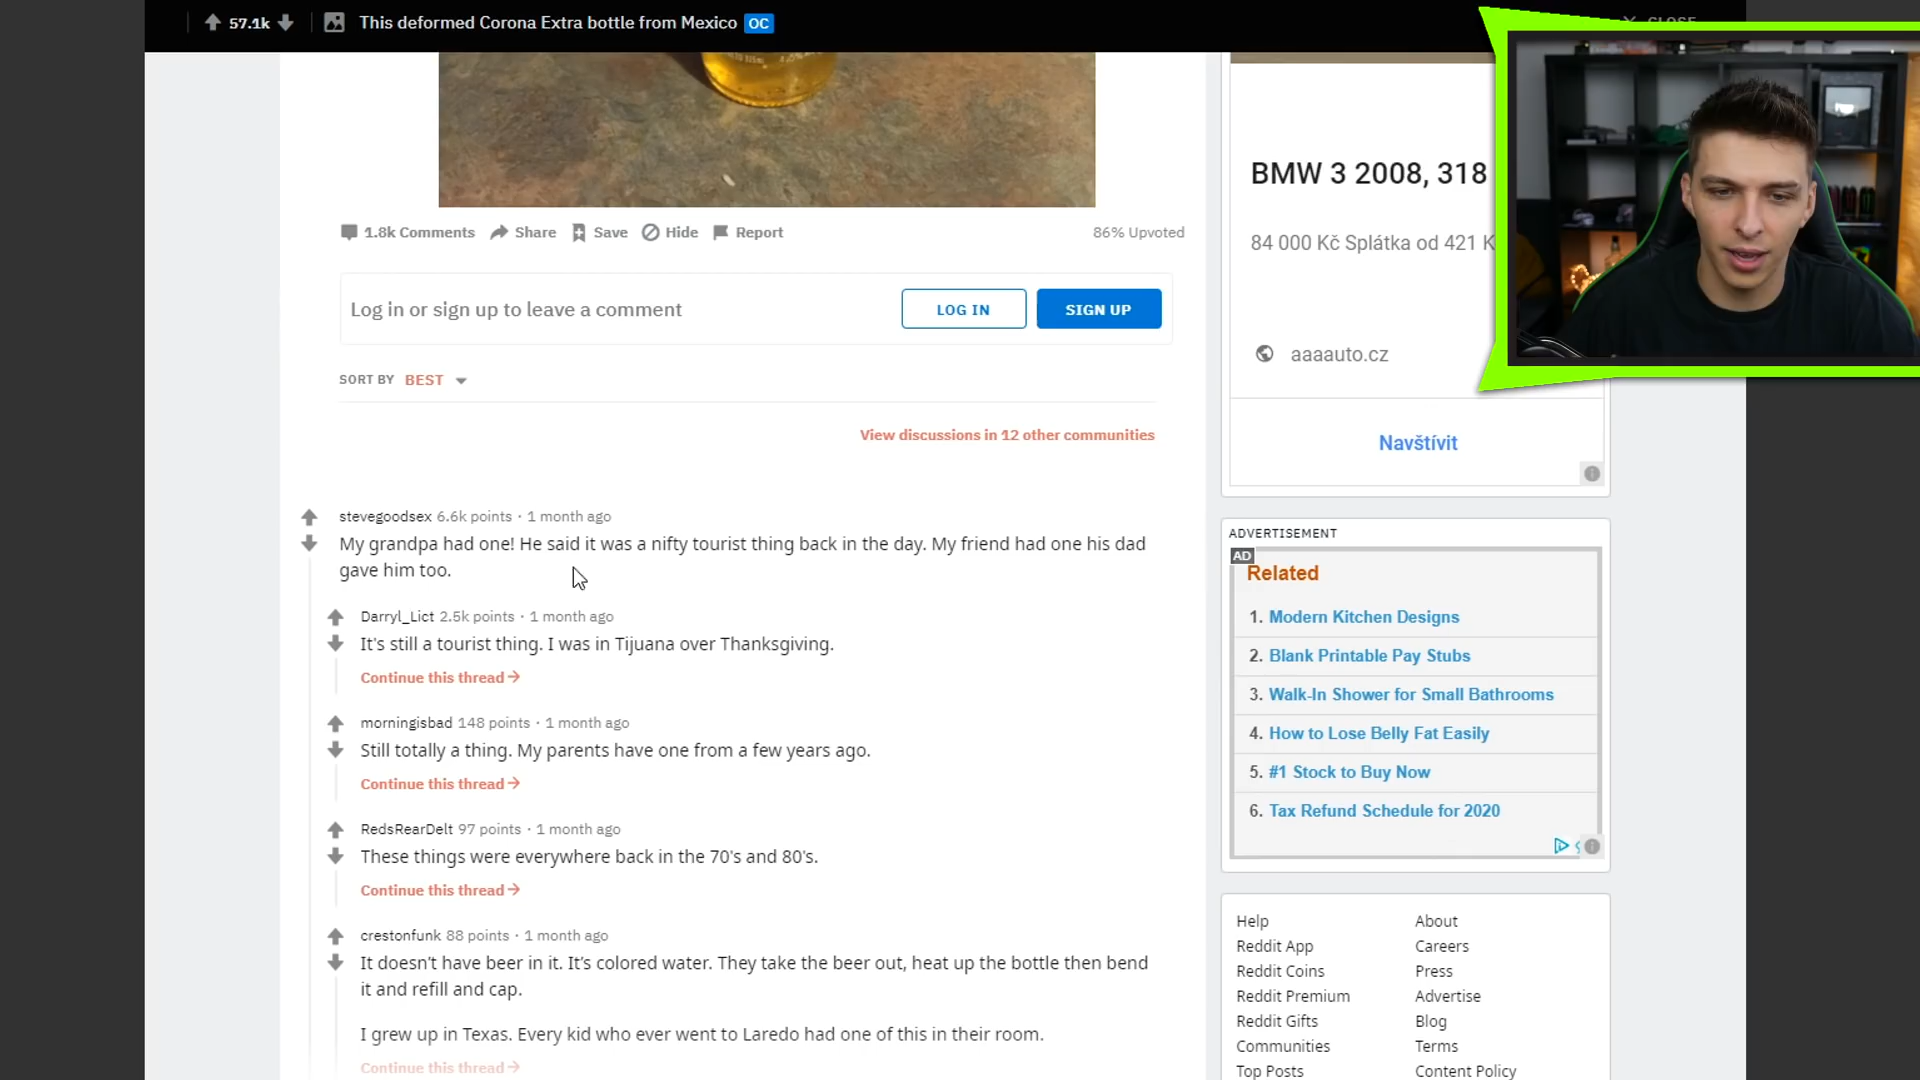 57.1k This deformed Corona Extra bottle from Mexico OC
CLOSE
1.8k Comments Share Save Hide Report 86% Upvoted
Log in or sign up to leave a comment LOG IN SIGN UP
SORT BY BEST
View discussions in 12 other communities
stevegoodsex 6.6k points · 1 month ago
My grandpa had one! He said it was a nifty tourist thing back in the day. My friend had one his dad
gave him too.
Darryl_Lict 2.5k points · 1 month ago
It's still a tourist thing. I was in Tijuana over Thanksgiving.
Continue this thread
morningisbad 148 points · 1 month ago
Still totally a thing. My parents have one from a few years ago.
Continue this thread
RedsRearDelt 97 points · 1 month ago
These things were everywhere back in the 70's and 80's.
Continue this thread
crestonfunk 88 points · 1 month ago
It doesn't have beer in it. It's colored water. They take the beer out, heat up the bottle then bend
it and refill and cap.
I grew up in Texas. Every kid who ever went to Laredo had one of this in their room.
Continue this thread
BMW 3 2008, 318
84 000 Kč Splátka od 421 K
aaaauto.cz
Navštívit
ADVERTISEMENT
AD
Related
1. Modern Kitchen Designs
2. Blank Printable Pay Stubs
3. Walk-In Shower for Small Bathrooms
4. How to Lose Belly Fat Easily
5. #1 Stock to Buy Now
6. Tax Refund Schedule for 2020
Help About
Reddit App Careers
Reddit Coins Press
Reddit Premium Advertise
Reddit Gifts Blog
Communities Terms
Top Posts Content Policy